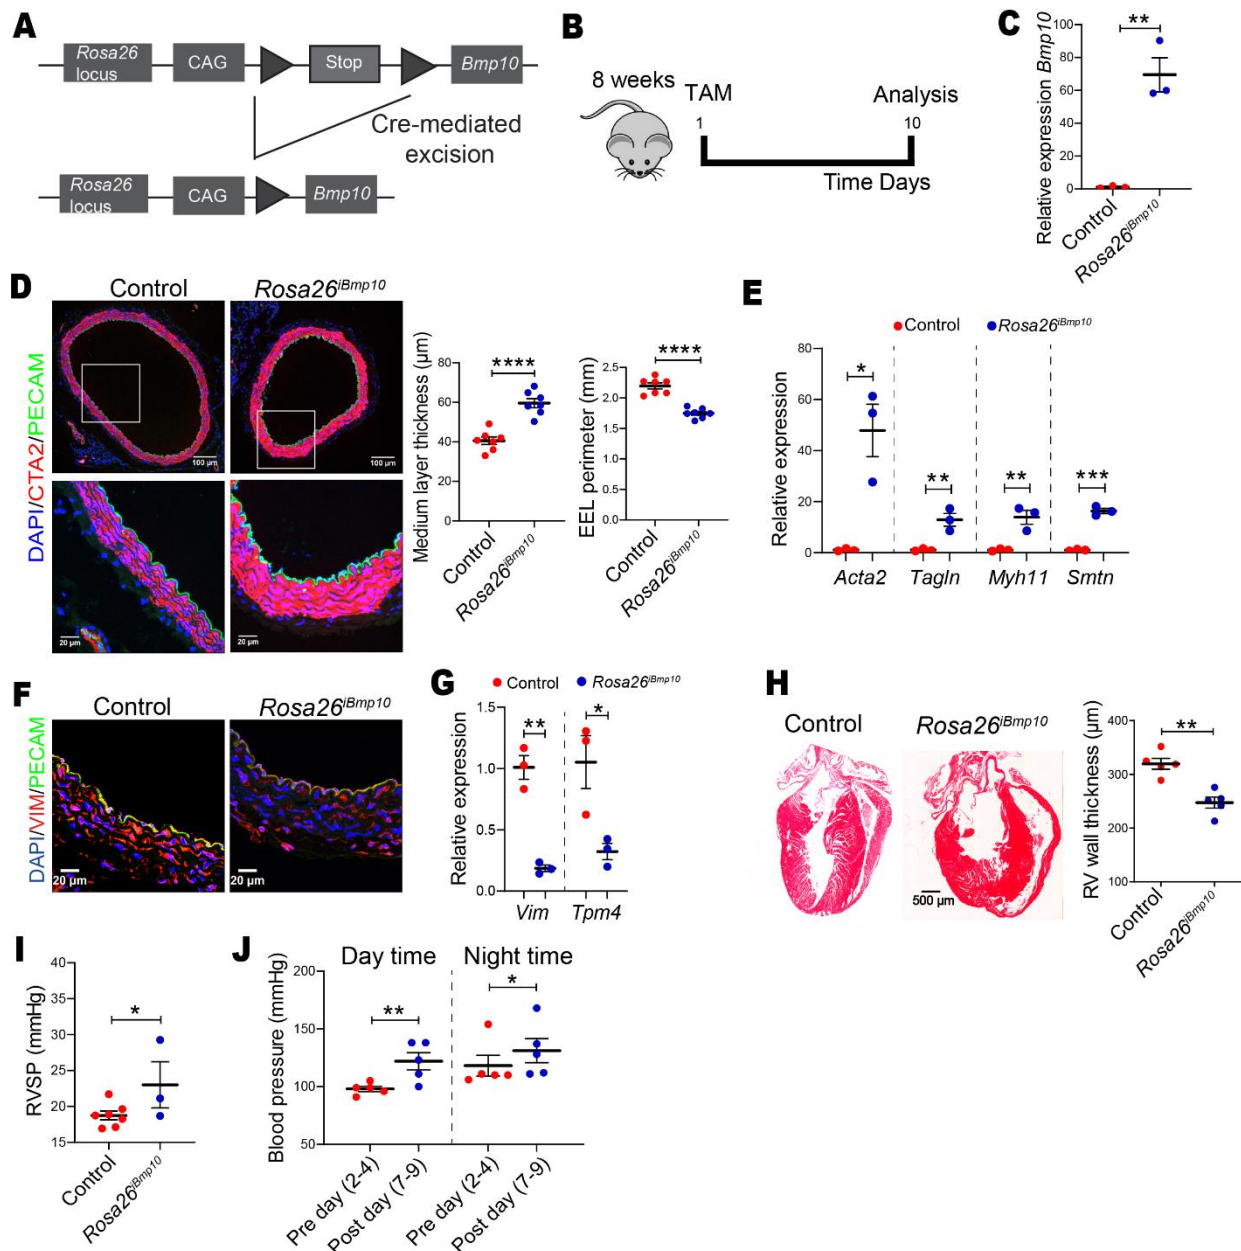 A
Rosa26 locus
CAG
Stop
Bmp10
Cre-mediated
excision
Rosa26 locus
CAG
Bmp10
B
8 weeks
TAM
Analysis
1
10
Time Days
C
**
Relative expression Bmp10
100
80
60
40
20
0
Control
Rosa26iBmp10
D
Control
Rosa26iBmp10
DAPI/CTA2/PECAM
100 µm
100 µm
20 µm
20 µm
Medium layer thickness (µm)
80
60
40
20
0
****
Control
Rosa26iBmp10
EEL perimeter (mm)
3.0
2.5
2.0
1.5
1.0
0.5
0.0
****
Control
Rosa26iBmp10
E
Control
Rosa26iBmp10
Relative expression
80
60
40
20
0
*
**
**
***
Acta2
Tagln
Myh11
Smtn
F
Control
Rosa26iBmp10
DAPI/VIM/PECAM
20 µm
20 µm
G
Control
Rosa26iBmp10
Relative expression
1.5
1.0
0.5
0.0
**
*
Vim
Tpm4
H
Control
Rosa26iBmp10
500 µm
RV wall thickness (µm)
400
300
200
100
**
Control
Rosa26iBmp10
I
RVSP (mmHg)
40
35
30
25
20
15
*
Control
Rosa26iBmp10
J
Day time
Night time
Blood pressure (mmHg)
200
150
100
50
**
*
Pre day (2-4)
Post day (7-9)
Pre day (2-4)
Post day (7-9)